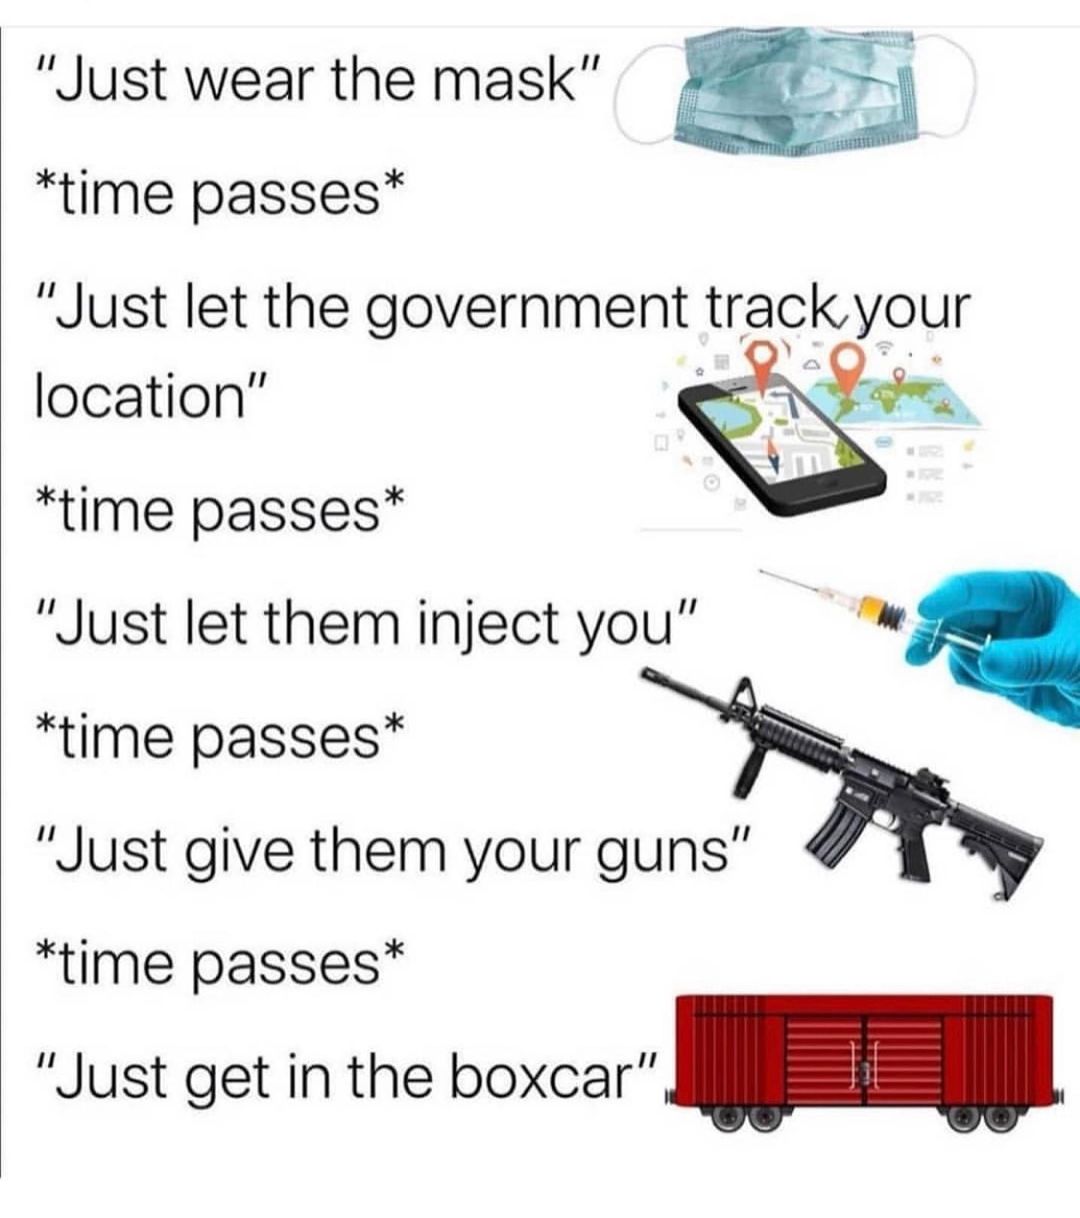 "Just wear the mask"
*time passes*
"Just let the government track your
location"
*time passes*
"Just let them inject you"
*time passes*
"Just give them your guns"
*time passes*
"Just get in the boxcar"